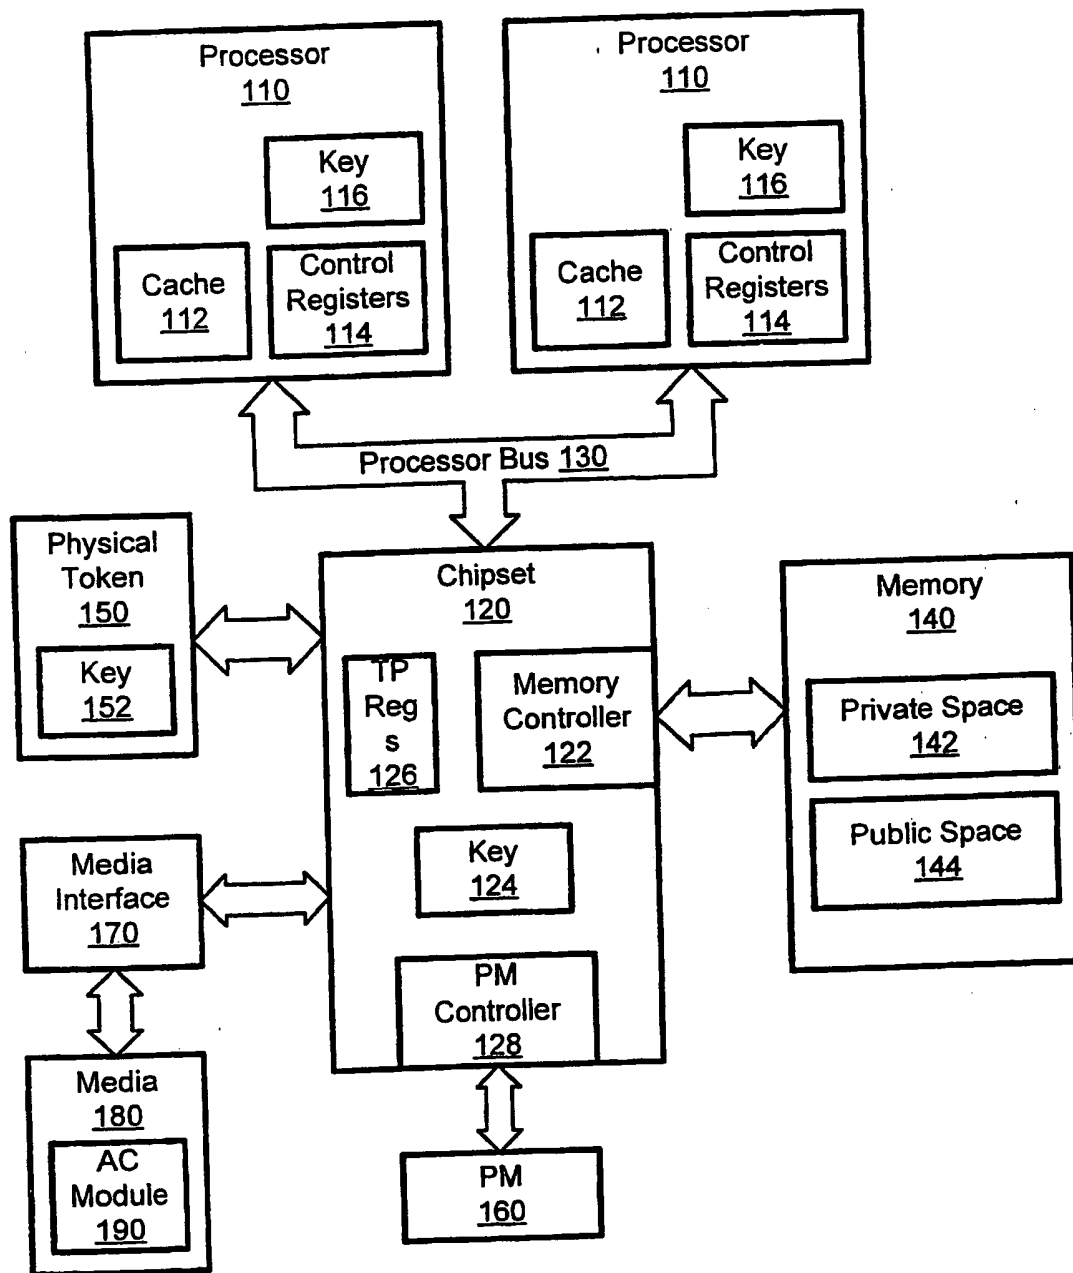 Processor
110
Key
116
Cache
112
Control
Registers
114
Processor
110
Key
116
Cache
112
Control
Registers
114
Processor Bus 130
Physical
Token
150
Key
152
Chipset
120
TP
Reg
s
126
Memory
Controller
122
Key
124
PM
Controller
128
Memory
140
Private Space
142
Public Space
144
Media
Interface
170
Media
180
AC
Module
190
PM
160